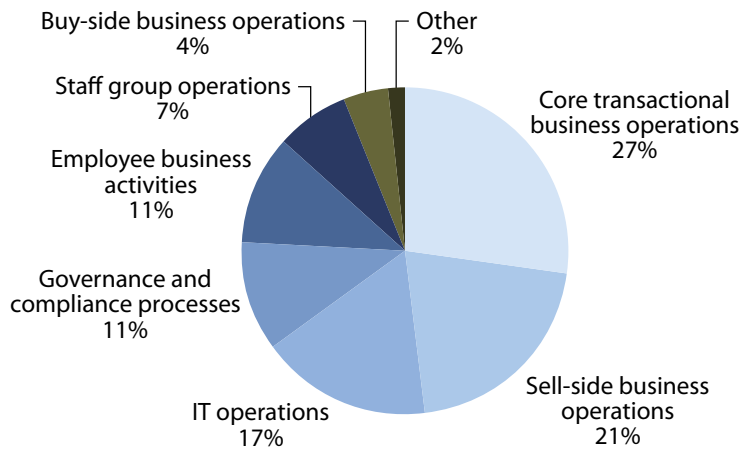 Buy-side business operations
4%
Other
2%
Staff group operations
7%
Core transactional
business operations
27%
Employee business
activities
11%
Governance and
compliance processes
11%
Sell-side business
operations
21%
IT operations
17%